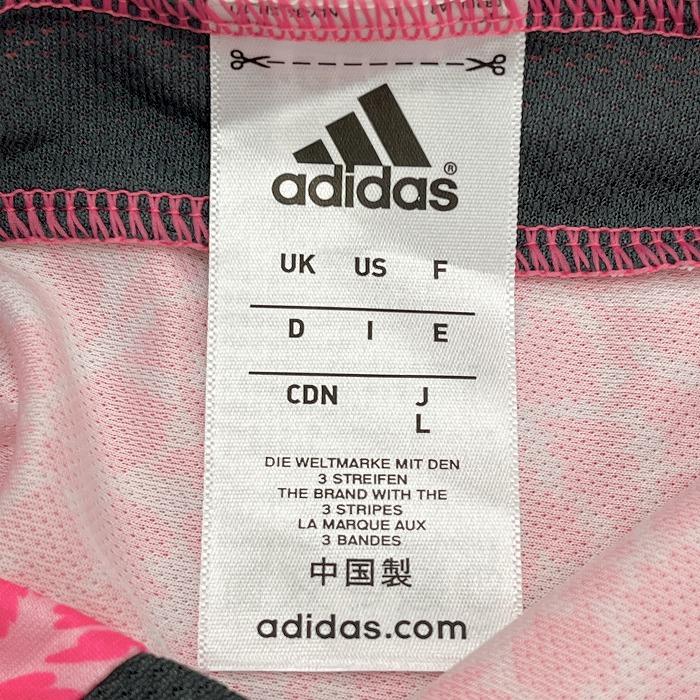 adidas®
UK US F
D I E
CDN J
L
DIE WELTMARKE MIT DEN
3 STREIFEN
THE BRAND WITH THE
3 STRIPES
LA MARQUE AUX
3 BANDES
中国製
adidas.com